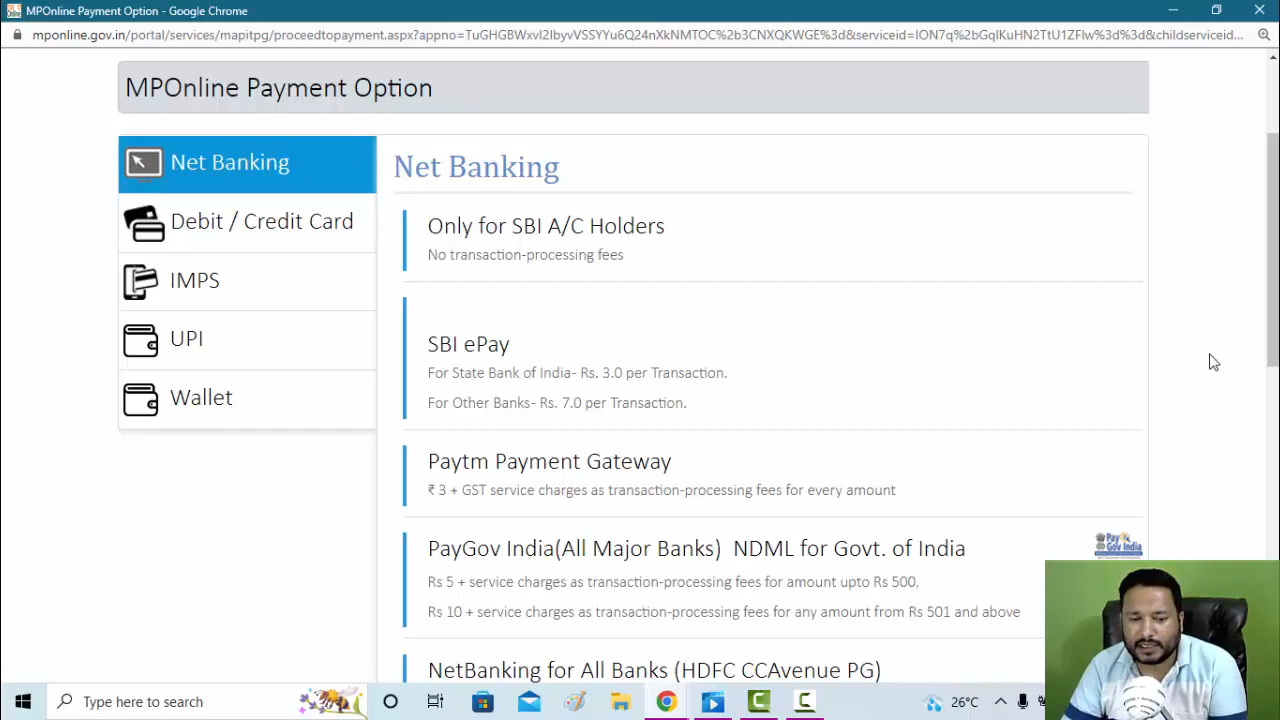 MPOnline Payment Option - Google Chrome
mponline.gov.in/portal/services/mapitpg/proceedtopayment.aspx?appno=TuGHGBWxvI2IbyvVSSYYu6Q24nXkNMTOC%2b3CNXQKWGE%3d&serviceid=ION7q%2bGqIKuHN2TtU1ZFlw%3d%3d&childserviceid...
MPOnline Payment Option
Net Banking
Debit / Credit Card
IMPS
UPI
Wallet
Net Banking
Only for SBI A/C Holders
No transaction-processing fees
SBI ePay
For State Bank of India- Rs. 3.0 per Transaction.
For Other Banks- Rs. 7.0 per Transaction.
Paytm Payment Gateway
₹ 3 + GST service charges as transaction-processing fees for every amount
PayGov India(All Major Banks) NDML for Govt. of India
Pay Gov India
Rs 5 + service charges as transaction-processing fees for amount upto Rs 500,
Rs 10 + service charges as transaction-processing fees for any amount from Rs 501 and above
NetBanking for All Banks (HDFC CCAvenue PG)
Type here to search
26°C